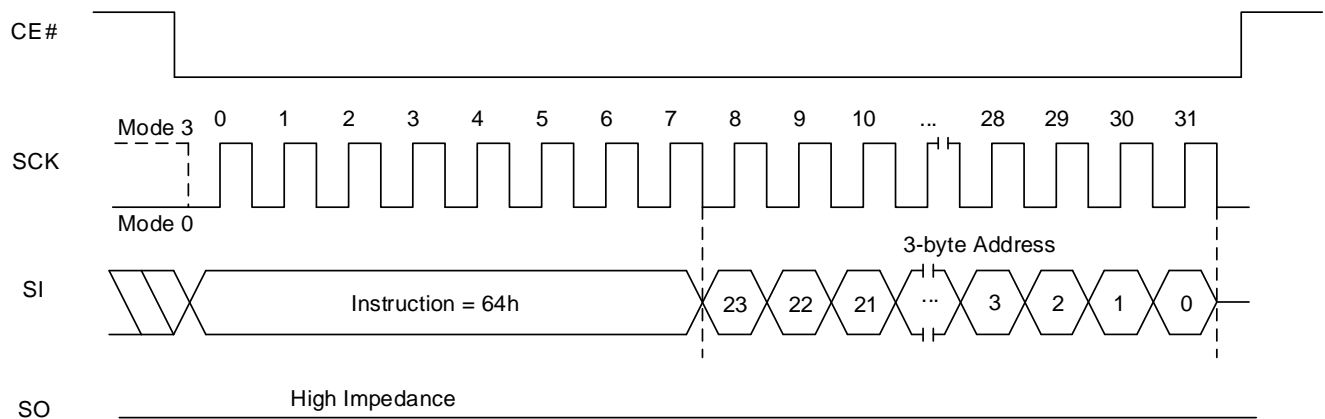 CE#
Mode 3
0 1 2 3 4 5 6 7 8 9 10 ... 28 29 30 31
SCK
Mode 0
3-byte Address
SI
Instruction = 64h
23 22 21 ... 3 2 1 0
SO
High Impedance